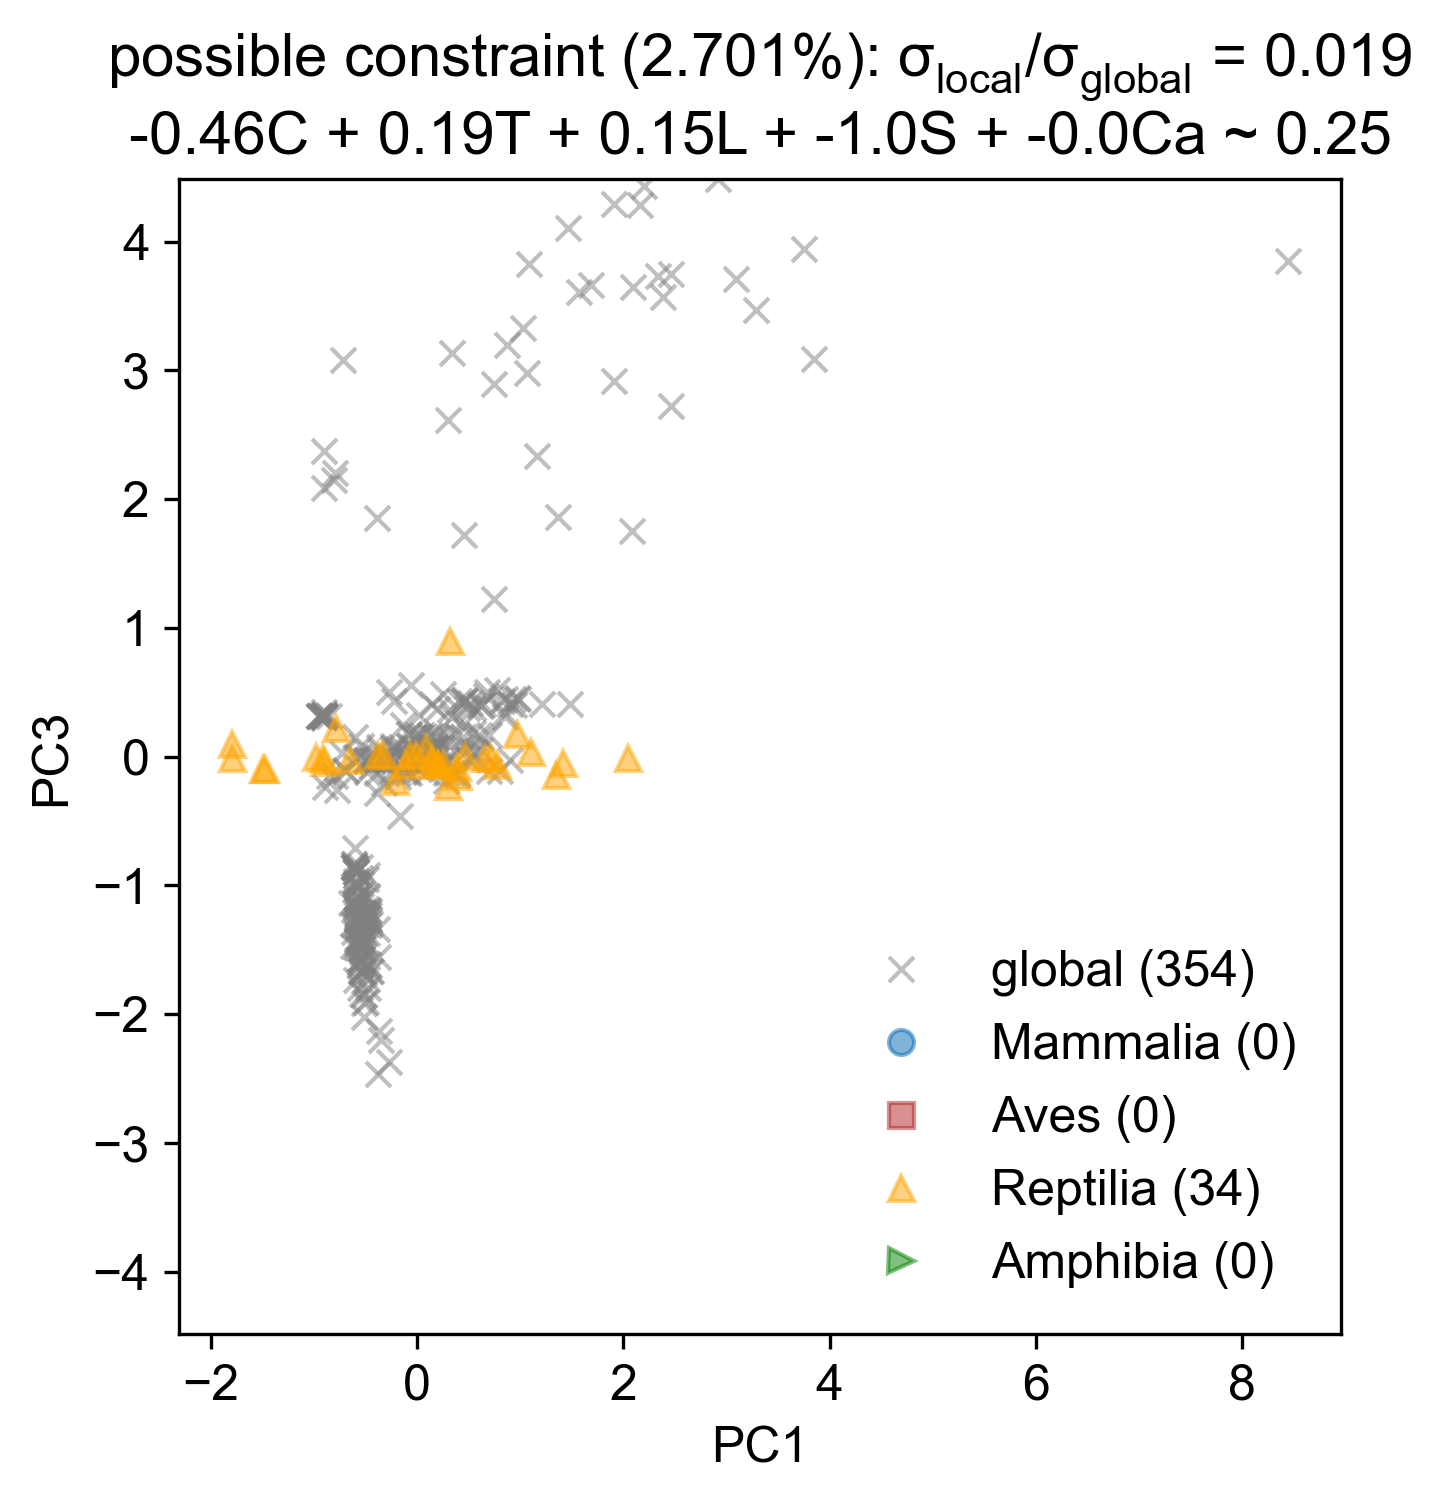 possible constraint (2.701%): σlocal/σglobal = 0.019
-0.46C + 0.19T + 0.15L + -1.0S + -0.0Ca ~ 0.25
4
3
2
1
0
−1
−2
−3
−4
PC3
global (354)
Mammalia (0)
Aves (0)
Reptilia (34)
Amphibia (0)
−2 0 2 4 6 8
PC1